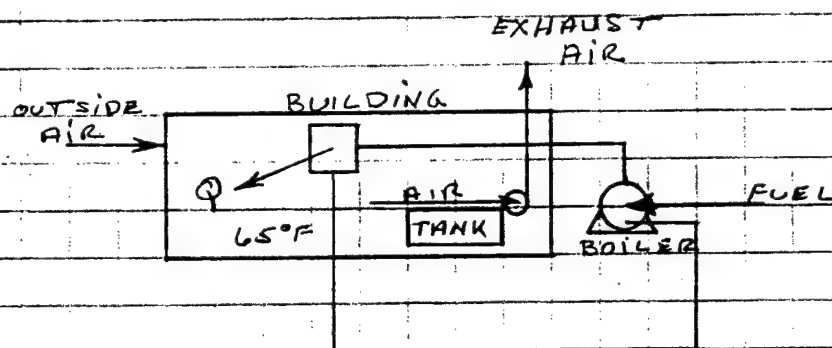 EXHAUST
AIR
OUTSIDE
AIR
BUILDING
Q
AIR
FUEL
65°F
TANK
BOILER